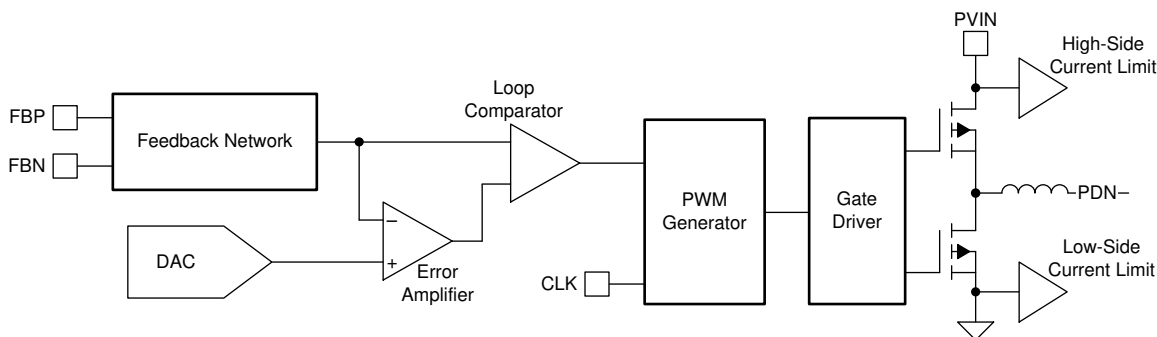 PVIN
High-Side
Current Limit
Loop
Comparator
FBP
FBN
Feedback Network
PWM
Generator
Gate
Driver
PDN
DAC
−
+
Error
Amplifier
CLK
Low-Side
Current Limit